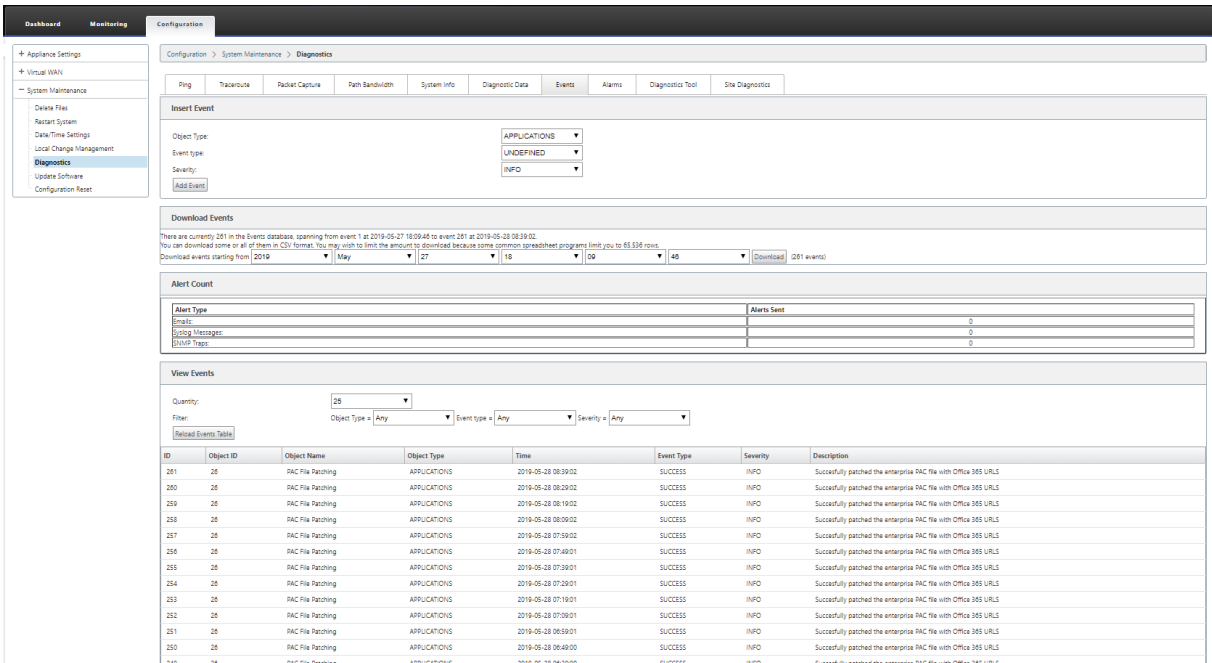 Dashboard Monitoring Configuration
+ Appliance Settings
+ Virtual WAN
− System Maintenance
Delete Files
Restart System
Date/Time Settings
Local Change Management
Diagnostics
Update Software
Configuration Reset
Configuration > System Maintenance > Diagnostics
Ping Traceroute Packet Capture Path Bandwidth System Info Diagnostic Data Events Alarms Diagnostics Tool Site Diagnostics
Insert Event
Object Type: APPLICATIONS
Event type: UNDEFINED
Severity: INFO
Add Event
Download Events
There are currently 261 in the Events database, spanning from event 1 at 2019-05-27 18:09:46 to event 261 at 2019-05-28 08:39:02.
You can download some or all of them in CSV format. You may wish to limit the amount to download because some common spreadsheet programs limit you to 65,536 rows.
Download events starting from 2019 May 27 18 09 46 Download (261 events)
Alert Count
Alert Type Alerts Sent
Emails: 0
Syslog Messages: 0
SNMP Traps: 0
View Events
Quantity: 25
Filter: Object Type = Any Event type = Any Severity = Any
Reload Events Table
ID Object ID Object Name Object Type Time Event Type Severity Description
261 26 PAC File Patching APPLICATIONS 2019-05-28 08:39:02 SUCCESS INFO Succesfully patched the enterprise PAC file with Office 365 URLS
260 26 PAC File Patching APPLICATIONS 2019-05-28 08:29:02 SUCCESS INFO Succesfully patched the enterprise PAC file with Office 365 URLS
259 26 PAC File Patching APPLICATIONS 2019-05-28 08:19:02 SUCCESS INFO Succesfully patched the enterprise PAC file with Office 365 URLS
258 26 PAC File Patching APPLICATIONS 2019-05-28 08:09:02 SUCCESS INFO Succesfully patched the enterprise PAC file with Office 365 URLS
257 26 PAC File Patching APPLICATIONS 2019-05-28 07:59:02 SUCCESS INFO Succesfully patched the enterprise PAC file with Office 365 URLS
256 26 PAC File Patching APPLICATIONS 2019-05-28 07:49:01 SUCCESS INFO Succesfully patched the enterprise PAC file with Office 365 URLS
255 26 PAC File Patching APPLICATIONS 2019-05-28 07:39:01 SUCCESS INFO Succesfully patched the enterprise PAC file with Office 365 URLS
254 26 PAC File Patching APPLICATIONS 2019-05-28 07:29:01 SUCCESS INFO Succesfully patched the enterprise PAC file with Office 365 URLS
253 26 PAC File Patching APPLICATIONS 2019-05-28 07:19:01 SUCCESS INFO Succesfully patched the enterprise PAC file with Office 365 URLS
252 26 PAC File Patching APPLICATIONS 2019-05-28 07:09:01 SUCCESS INFO Succesfully patched the enterprise PAC file with Office 365 URLS
251 26 PAC File Patching APPLICATIONS 2019-05-28 06:59:01 SUCCESS INFO Succesfully patched the enterprise PAC file with Office 365 URLS
250 26 PAC File Patching APPLICATIONS 2019-05-28 06:49:00 SUCCESS INFO Succesfully patched the enterprise PAC file with Office 365 URLS